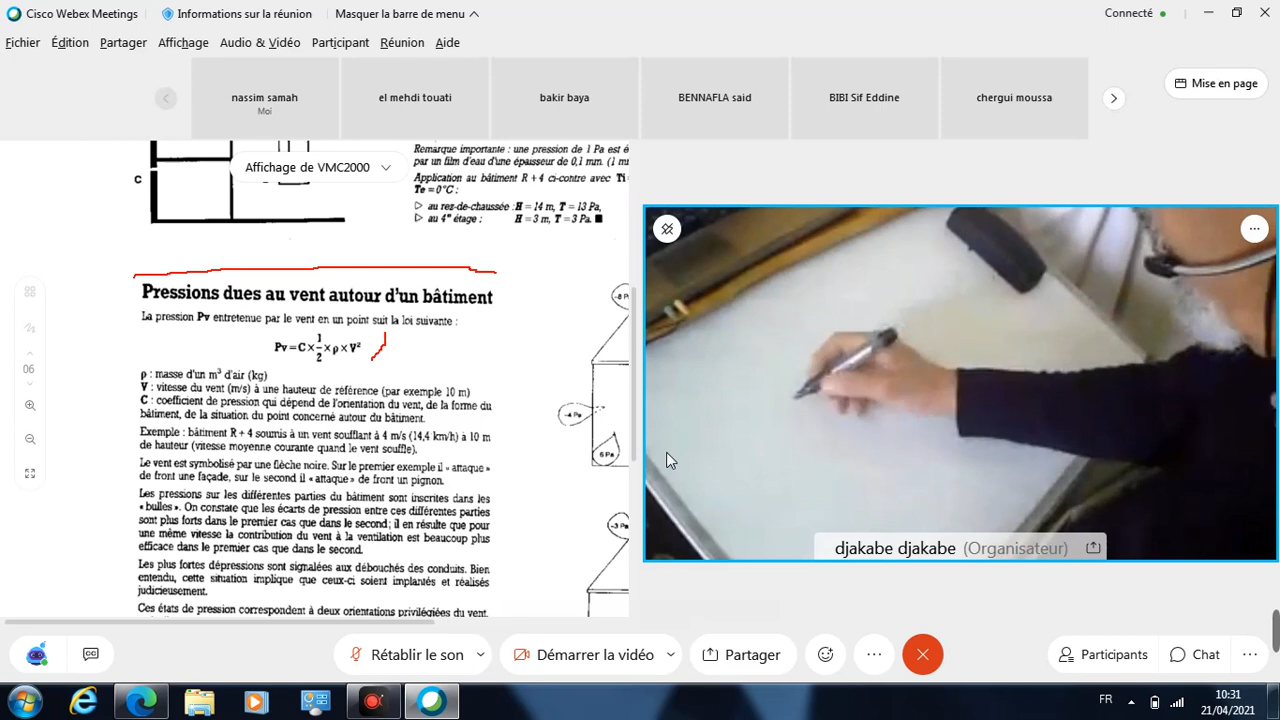 Cisco Webex Meetings
Informations sur la réunion
Masquer la barre de menu
Connecté
Fichier
Édition
Partager
Affichage
Audio & Vidéo
Participant
Réunion
Aide
nassim samah
Moi
el mehdi touati
bakir baya
BENNAFLA said
BIBI Sif Eddine
chergui moussa
Mise en page
Affichage de VMC2000
C
Remarque importante : une pression de 1 Pa est é
par un film d'eau d'une épaisseur de 0,1 mm. (1 m
Application au bâtiment R + 4 ci-contre avec Ti
Te = 0°C :
▷ au rez-de-chaussée : H = 14 m, T = 13 Pa,
▷ au 4e étage : H = 3 m, T = 3 Pa. ■
Pressions dues au vent autour d'un bâtiment
La pression Pv entretenue par le vent en un point suit la loi suivante :
Pv = C × 1/2 × ρ × V²
ρ : masse d'un m³ d'air (kg)
V : vitesse du vent (m/s) à une hauteur de référence (par exemple 10 m)
C : coefficient de pression qui dépend de l'orientation du vent, de la forme du
bâtiment, de la situation du point concerné autour du bâtiment.
Exemple : bâtiment R + 4 soumis à un vent soufflant à 4 m/s (14,4 km/h) à 10 m
de hauteur (vitesse moyenne courante quand le vent souffle).
Le vent est symbolisé par une flèche noire. Sur le premier exemple il « attaque »
de front une façade, sur le second il « attaque » de front un pignon.
Les pressions sur les différentes parties du bâtiment sont inscrites dans les
« bulles ». On constate que les écarts de pression entre ces différentes parties
sont plus forts dans le premier cas que dans le second ; il en résulte que pour
une même vitesse la contribution du vent à la ventilation est beaucoup plus
efficace dans le premier cas que dans le second.
Les plus fortes dépressions sont signalées aux débouchés des conduits. Bien
entendu, cette situation implique que ceux-ci soient implantés et réalisés
judicieusement.
Ces états de pression correspondent à deux orientations privilégiées du vent.
-8 P
-4 Pa
6 Pa
-3 Pa
06
djakabe djakabe (Organisateur)
Rétablir le son
Démarrer la vidéo
Partager
Participants
Chat
CC
FR
10:31
21/04/2021